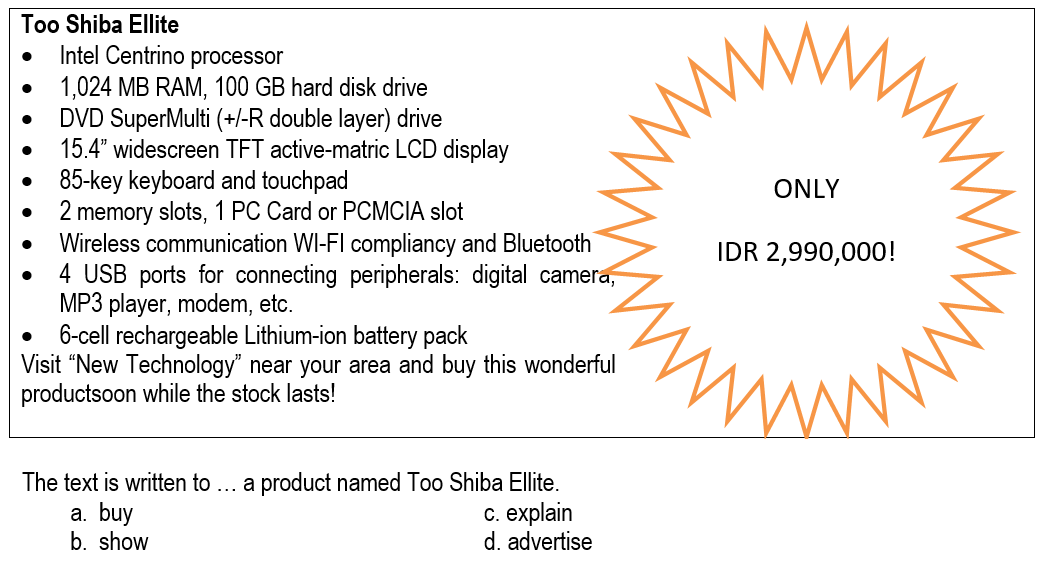 Too Shiba Ellite
• Intel Centrino processor
• 1,024 MB RAM, 100 GB hard disk drive
• DVD SuperMulti (+/-R double layer) drive
• 15.4” widescreen TFT active-matric LCD display
• 85-key keyboard and touchpad
• 2 memory slots, 1 PC Card or PCMCIA slot
• Wireless communication WI-FI compliancy and Bluetooth
• 4 USB ports for connecting peripherals: digital camera,
MP3 player, modem, etc.
• 6-cell rechargeable Lithium-ion battery pack
Visit “New Technology” near your area and buy this wonderful
productsoon while the stock lasts!
ONLY
IDR 2,990,000!
The text is written to … a product named Too Shiba Ellite.
a. buy
b. show
c. explain
d. advertise